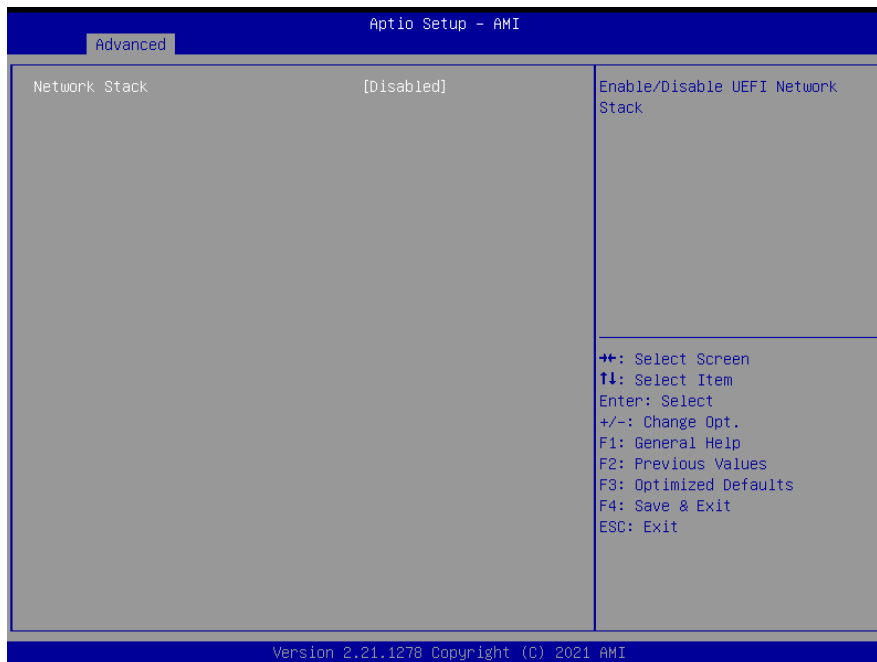 Aptio Setup – AMI
Advanced
Network Stack [Disabled]
Enable/Disable UEFI Network
Stack
→←: Select Screen
↑↓: Select Item
Enter: Select
+/-: Change Opt.
F1: General Help
F2: Previous Values
F3: Optimized Defaults
F4: Save & Exit
ESC: Exit
Version 2.21.1278 Copyright (C) 2021 AMI